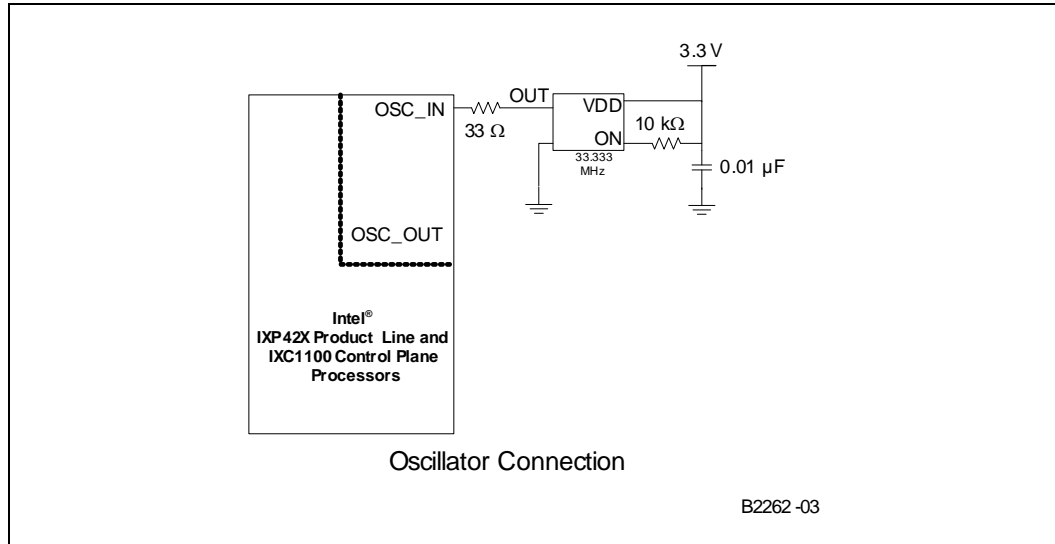 3.3 V
OSC_IN
OUT
33 Ω
VDD
ON
33.333
MHz
10 kΩ
0.01 µF
OSC_OUT
Intel®
IXP42X Product Line and
IXC1100 Control Plane
Processors
Oscillator Connection
B2262 -03